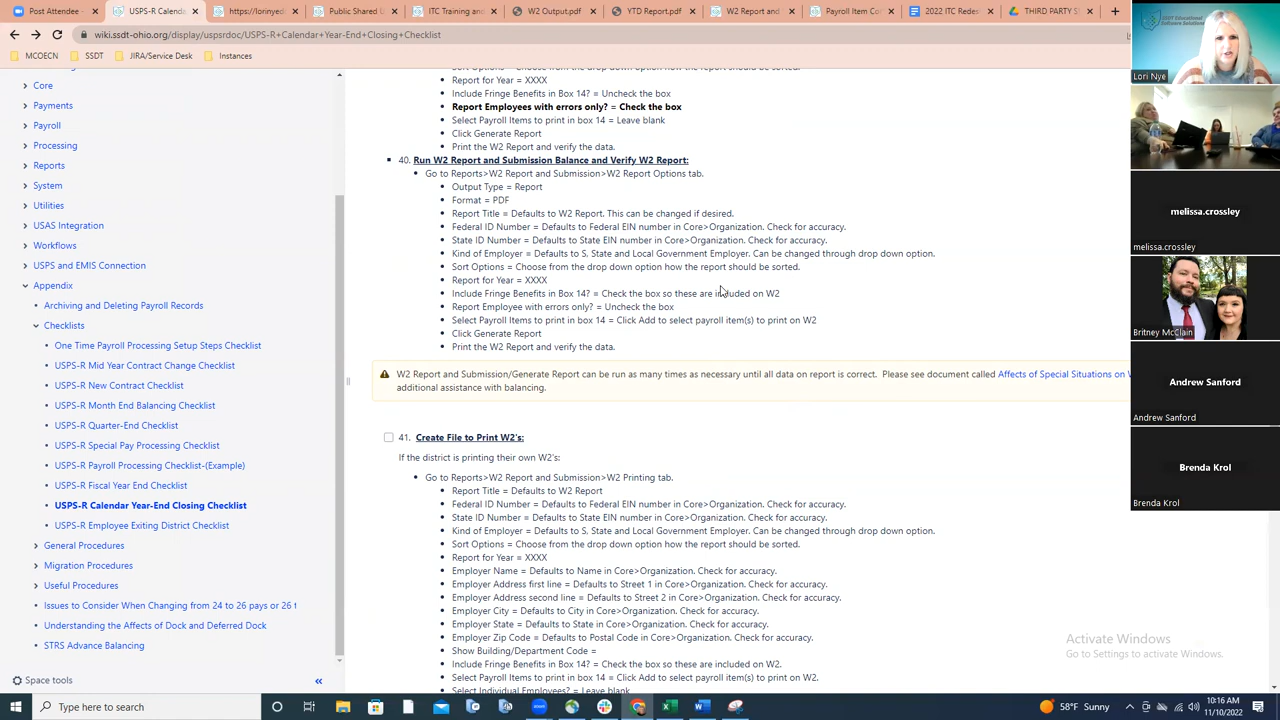 Post Attendee -
USPS-R Calend
https://onlinyed
Public Shared L
ITC Training -
W2 Output.pdf
YTD Report.pdf
W2 Report and
Payroll Item Co
2022 ITC Redes
THIRD PARTY S
wiki.ssdt-ohio.org/display/uspsrdoc/USPS-R+Calendar+Year-End+Closing+Checklist
MCOECN
SSDT
JIRA/Service Desk
Instances
Core
Payments
Payroll
Processing
Reports
System
Utilities
USAS Integration
Workflows
USPS and EMIS Connection
Appendix
Archiving and Deleting Payroll Records
Checklists
One Time Payroll Processing Setup Steps Checklist
USPS-R Mid Year Contract Change Checklist
USPS-R New Contract Checklist
USPS-R Month End Balancing Checklist
USPS-R Quarter-End Checklist
USPS-R Special Pay Processing Checklist
USPS-R Payroll Processing Checklist-(Example)
USPS-R Fiscal Year End Checklist
USPS-R Calendar Year-End Closing Checklist
USPS-R Employee Exiting District Checklist
General Procedures
Migration Procedures
Useful Procedures
Issues to Consider When Changing from 24 to 26 pays or 26 t
Understanding the Affects of Dock and Deferred Dock
STRS Advance Balancing
Space tools
«
Sort Options = Choose from the drop down option how the report should be sorted.
Report for Year = XXXX
Include Fringe Benefits in Box 14? = Uncheck the box
Report Employees with errors only? = Check the box
Select Payroll Items to print in box 14 = Leave blank
Click Generate Report
Print the W2 Report and verify the data.
40. Run W2 Report and Submission Balance and Verify W2 Report:
Go to Reports>W2 Report and Submission>W2 Report Options tab.
Output Type = Report
Format = PDF
Report Title = Defaults to W2 Report. This can be changed if desired.
Federal ID Number = Defaults to Federal EIN number in Core>Organization. Check for accuracy.
State ID Number = Defaults to State EIN number in Core>Organization. Check for accuracy.
Kind of Employer = Defaults to S, State and Local Government Employer. Can be changed through drop down option.
Sort Options = Choose from the drop down option how the report should be sorted.
Report for Year = XXXX
Include Fringe Benefits in Box 14? = Check the box so these are included on W2
Report Employee with errors only? = Uncheck the box
Select Payroll Items to print in box 14 = Click Add to select payroll item(s) to print on W2
Click Generate Report
Print the W2 Report and verify the data.
W2 Report and Submission/Generate Report can be run as many times as necessary until all data on report is correct. Please see document called Affects of Special Situations on W
additional assistance with balancing.
41. Create File to Print W2's:
If the district is printing their own W2's:
Go to Reports>W2 Report and Submission>W2 Printing tab.
Report Title = Defaults to W2 Report
Federal ID Number = Defaults to Federal EIN number in Core>Organization. Check for accuracy.
State ID Number = Defaults to State EIN number in Core>Organization. Check for accuracy.
Kind of Employer = Defaults to S, State and Local Government Employer. Can be changed through drop down option.
Sort Options = Choose from the drop down option how the report should be sorted.
Report for Year = XXXX
Employer Name = Defaults to Name in Core>Organization. Check for accuracy.
Employer Address first line = Defaults to Street 1 in Core>Organization. Check for accuracy.
Employer Address second line = Defaults to Street 2 in Core>Organization. Check for accuracy.
Employer City = Defaults to City in Core>Organization. Check for accuracy.
Employer State = Defaults to State in Core>Organization. Check for accuracy.
Employer Zip Code = Defaults to Postal Code in Core>Organization. Check for accuracy.
Show Building/Department Code =
Include Fringe Benefits in Box 14? = Check the box so these are included on W2.
Select Payroll Items to print in box 14 = Click Add to select payroll item(s) to print on W2.
Select Individual Employees? = Leave blank
SSDT Educational
Software Solutions
Lori Nye
melissa.crossley
melissa.crossley
Britney McClain
Andrew Sanford
Andrew Sanford
Brenda Krol
Brenda Krol
Activate Windows
Go to Settings to activate Windows.
Type here to search
58°F Sunny
10:16 AM
11/10/2022